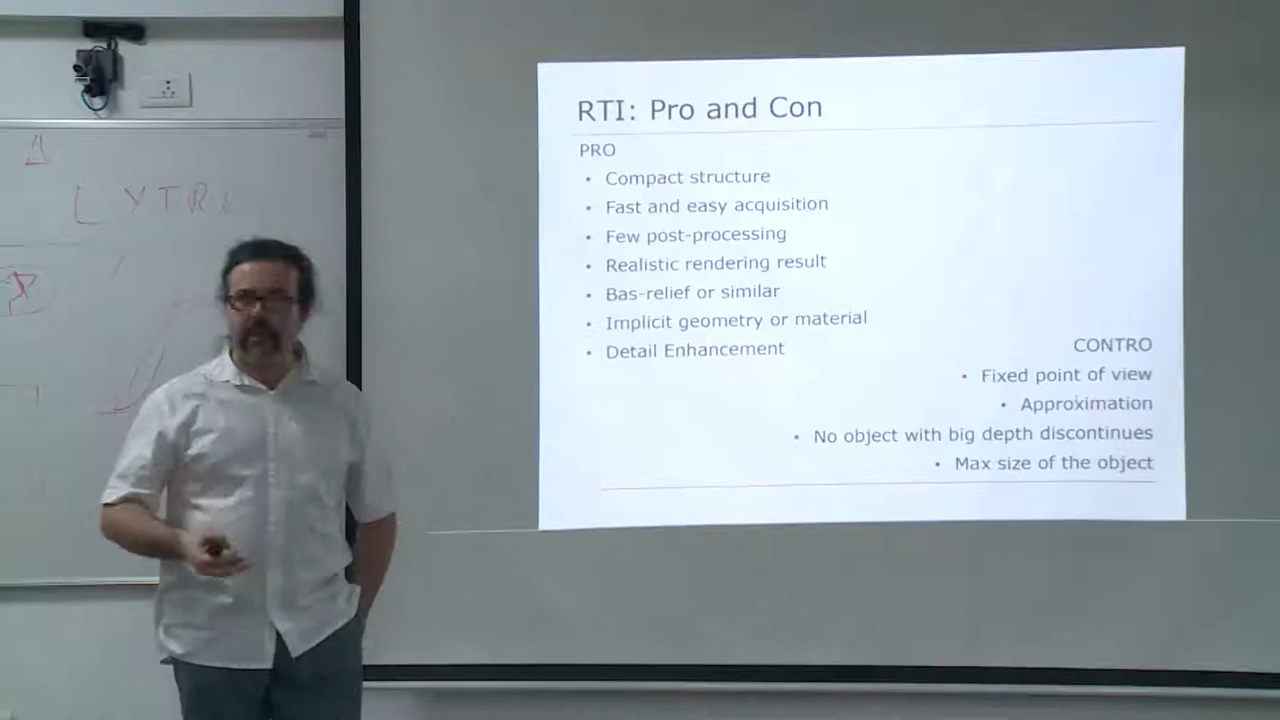 RTI: Pro and Con
PRO
• Compact structure
• Fast and easy acquisition
• Few post-processing
• Realistic rendering result
• Bas-relief or similar
• Implicit geometry or material
• Detail Enhancement
CONTRO
• Fixed point of view
• Approximation
• No object with big depth discontinues
• Max size of the object